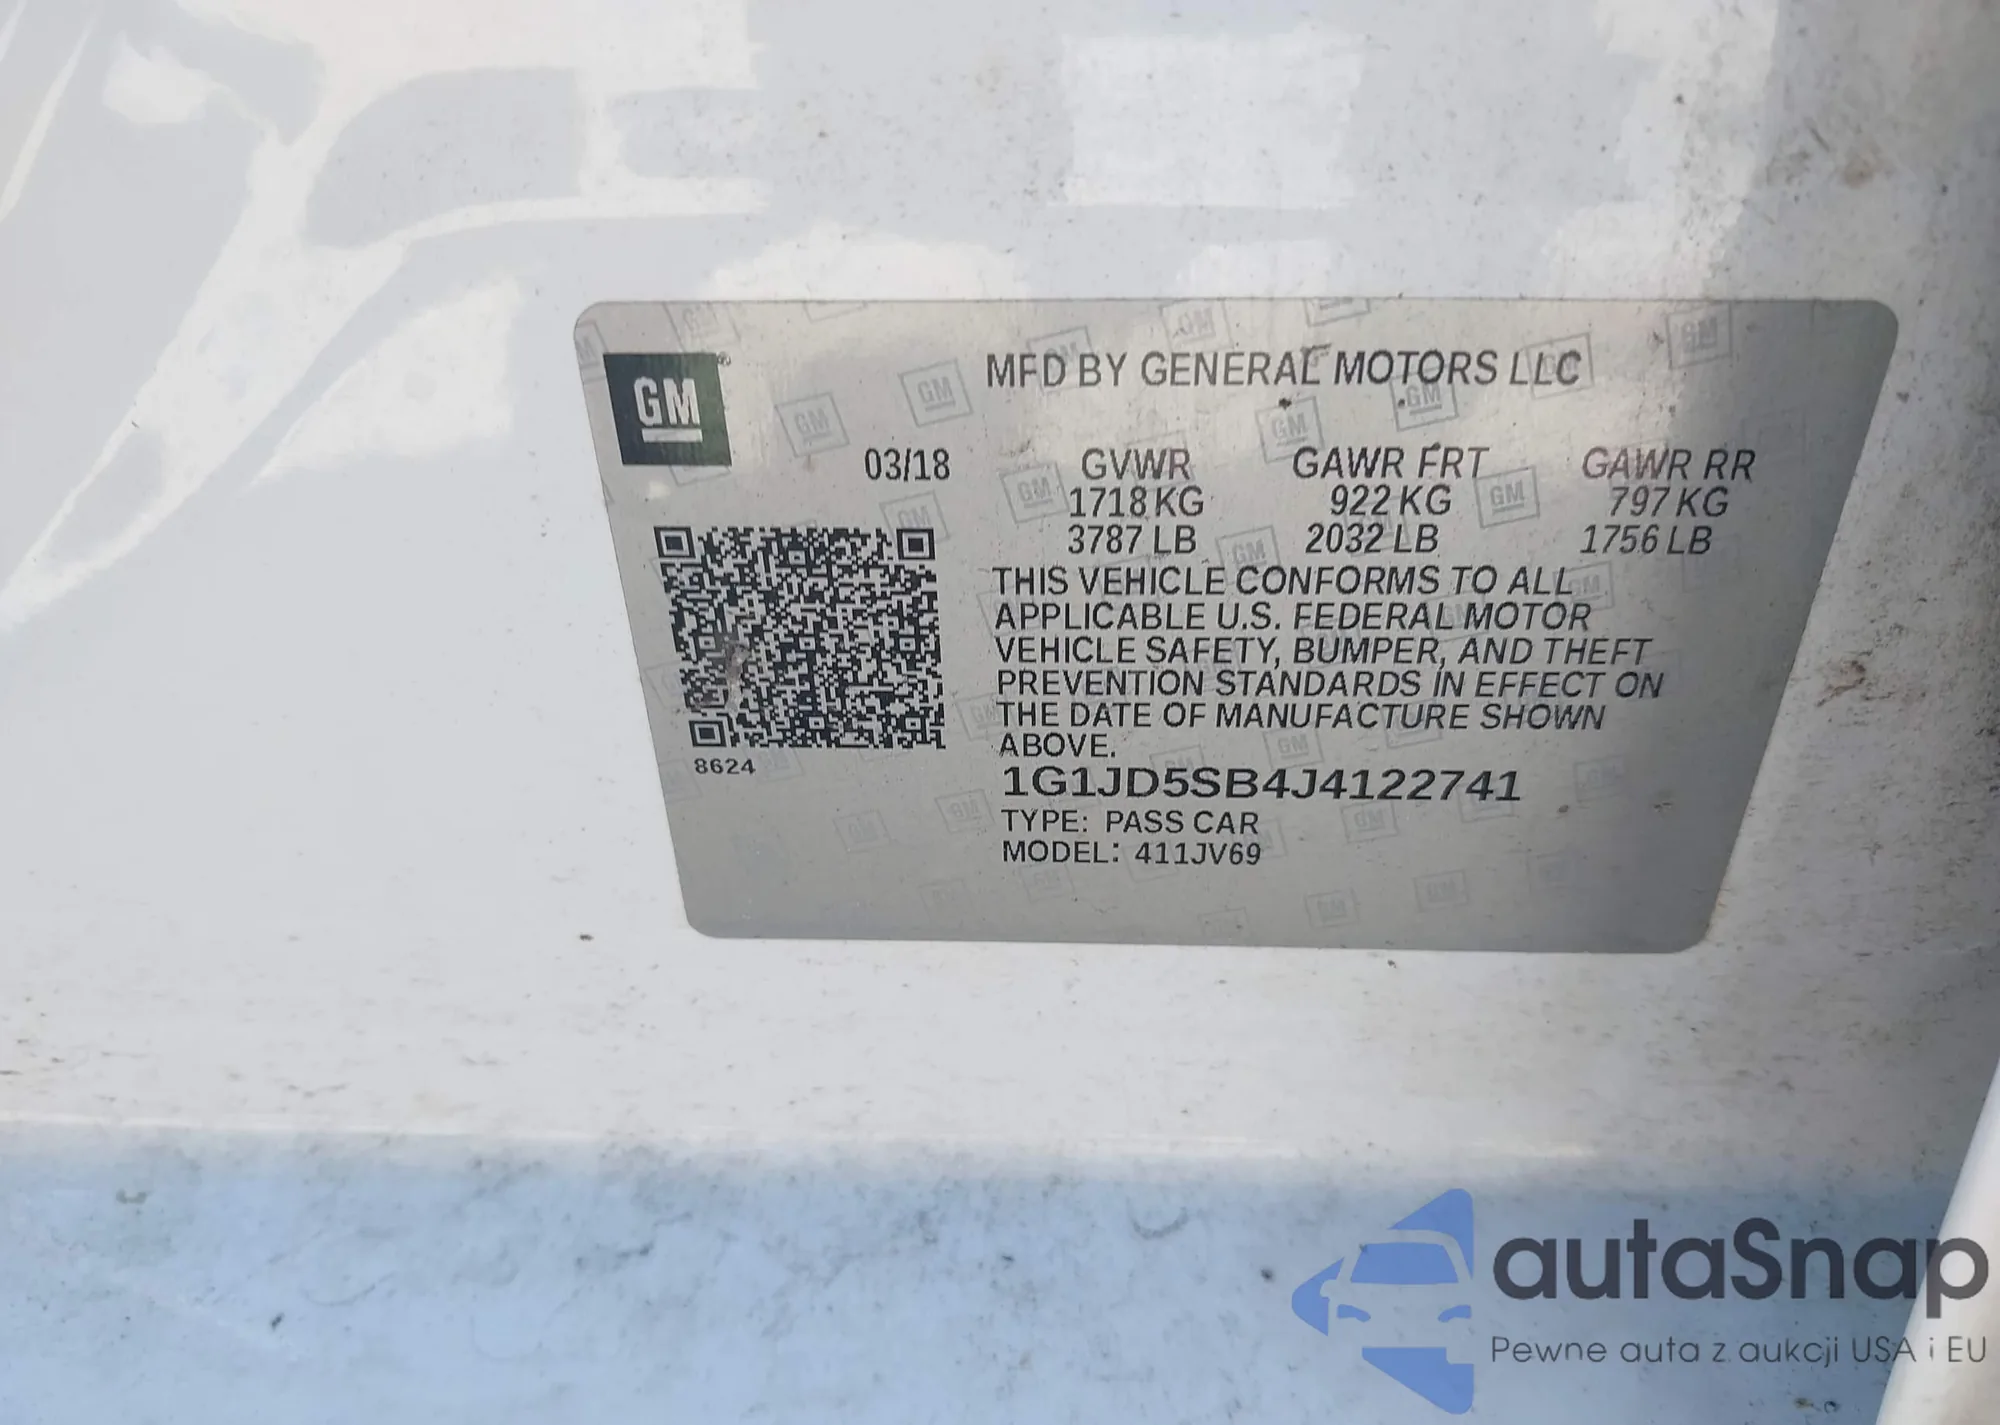 GM
MFD BY GENERAL MOTORS LLC
03/18 GVWR GAWR FRT GAWR RR
1718 KG 922 KG 797 KG
3787 LB 2032 LB 1756 LB
THIS VEHICLE CONFORMS TO ALL
APPLICABLE U.S. FEDERAL MOTOR
VEHICLE SAFETY, BUMPER, AND THEFT
PREVENTION STANDARDS IN EFFECT ON
THE DATE OF MANUFACTURE SHOWN
ABOVE.
8624
1G1JD5SB4J4122741
TYPE: PASS CAR
MODEL: 411JV69
autaSnap
Pewne auta z aukcji USA i EU